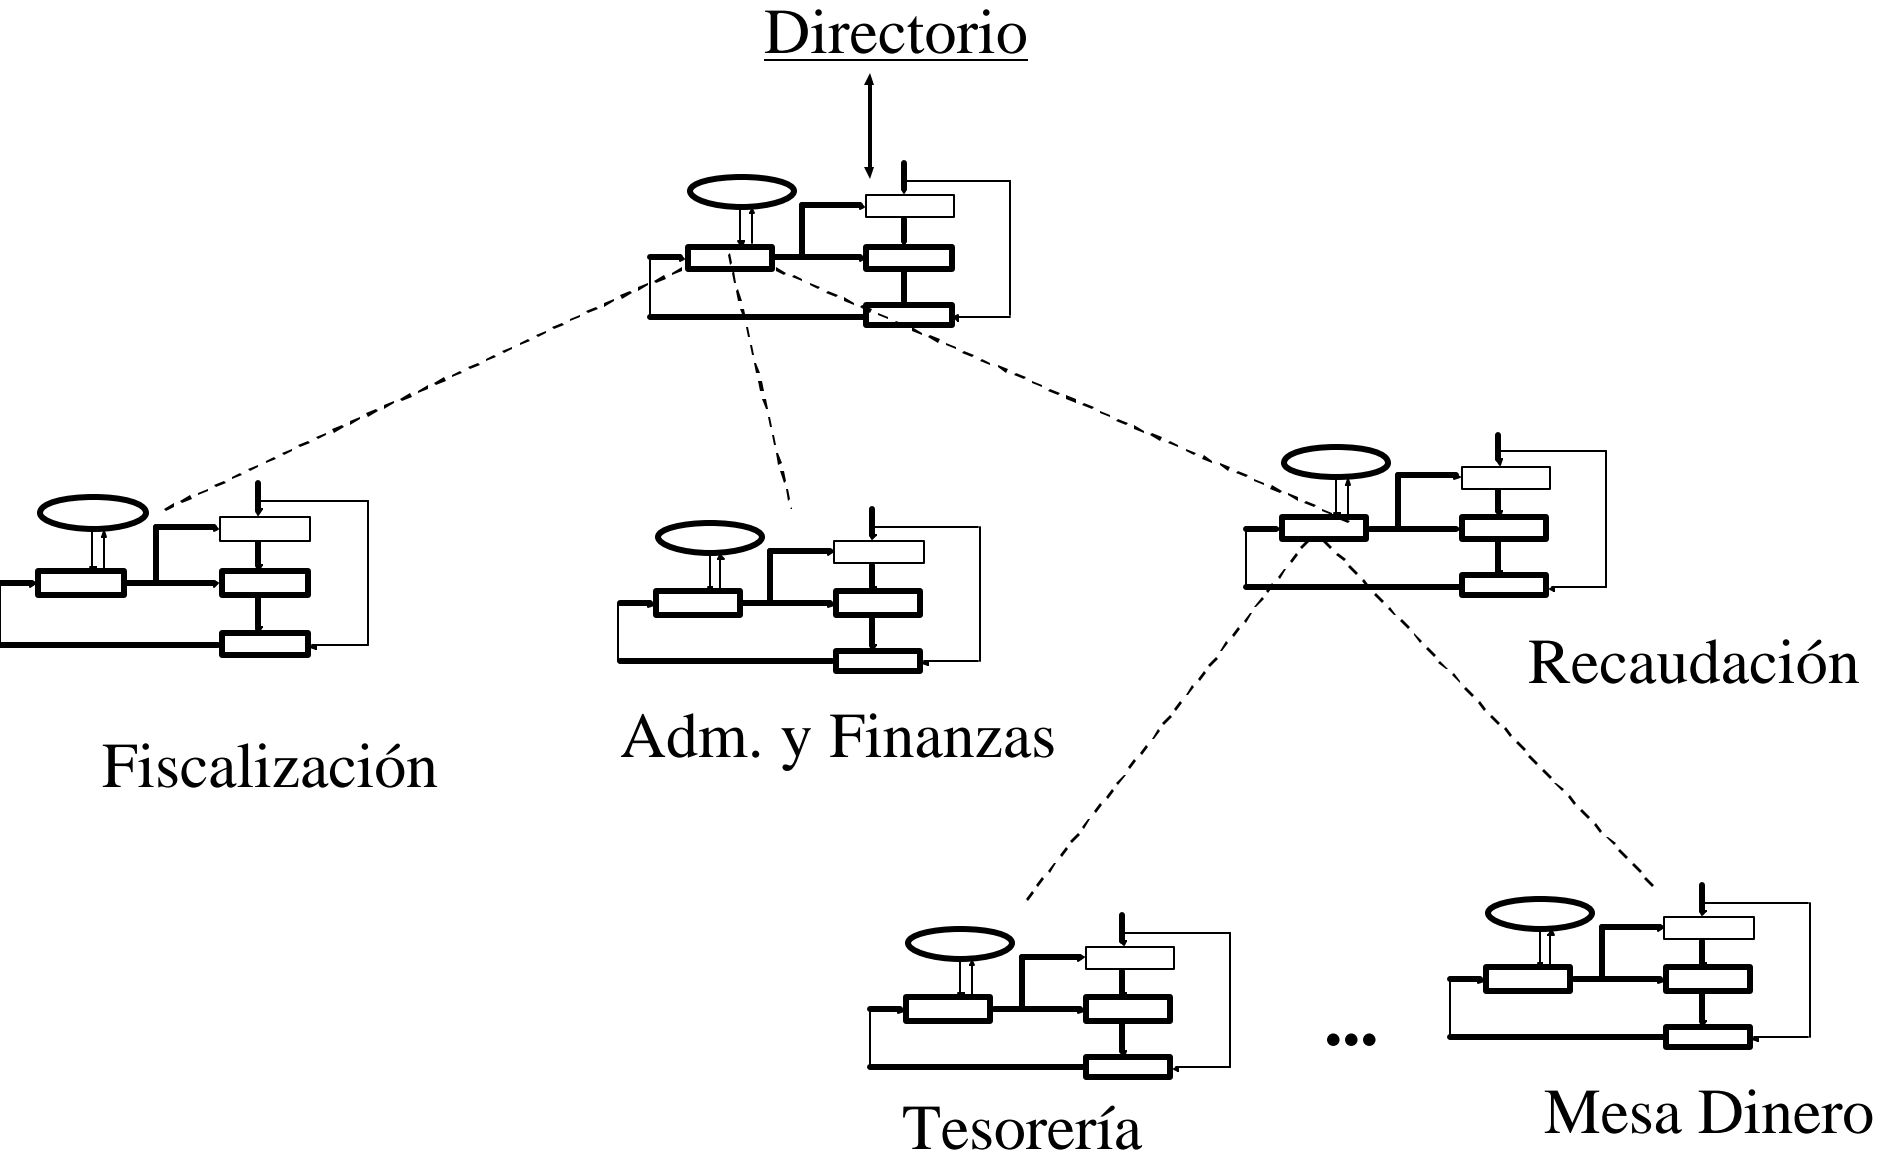 Directorio
Recaudación
Adm. y Finanzas
Fiscalización
...
Mesa Dinero
Tesorería